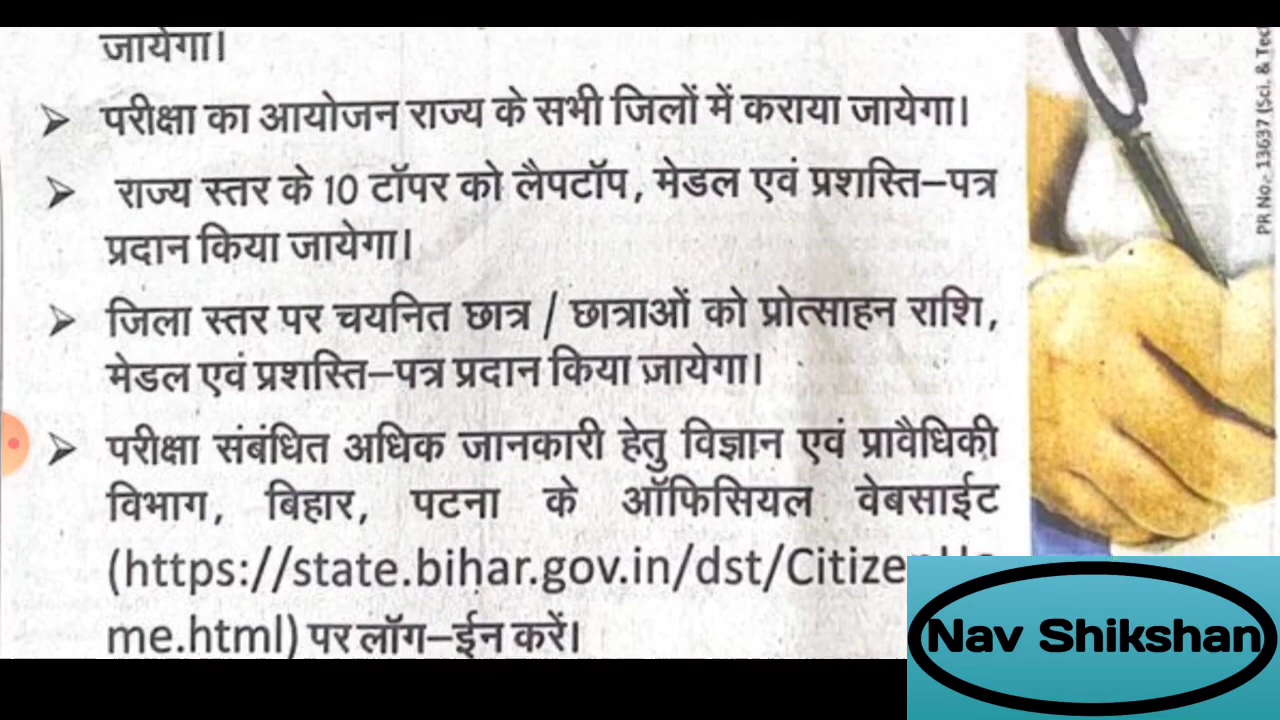 जायेगा।
➢ परीक्षा का आयोजन राज्य के सभी जिलों में कराया जायेगा।
➢ राज्य स्तर के 10 टॉपर को लैपटॉप, मेडल एवं प्रशस्ति–पत्र
प्रदान किया जायेगा।
➢ जिला स्तर पर चयनित छात्र / छात्राओं को प्रोत्साहन राशि,
मेडल एवं प्रशस्ति–पत्र प्रदान किया जायेगा।
➢ परीक्षा संबंधित अधिक जानकारी हेतु विज्ञान एवं प्रावैधिकी
विभाग, बिहार, पटना के ऑफिसियल वेबसाईट
(https://state.bihar.gov.in/dst/Citize
me.html) पर लॉग–ईन करें।
PR No.- 13637 (Sci. & Tec
Nav Shikshan